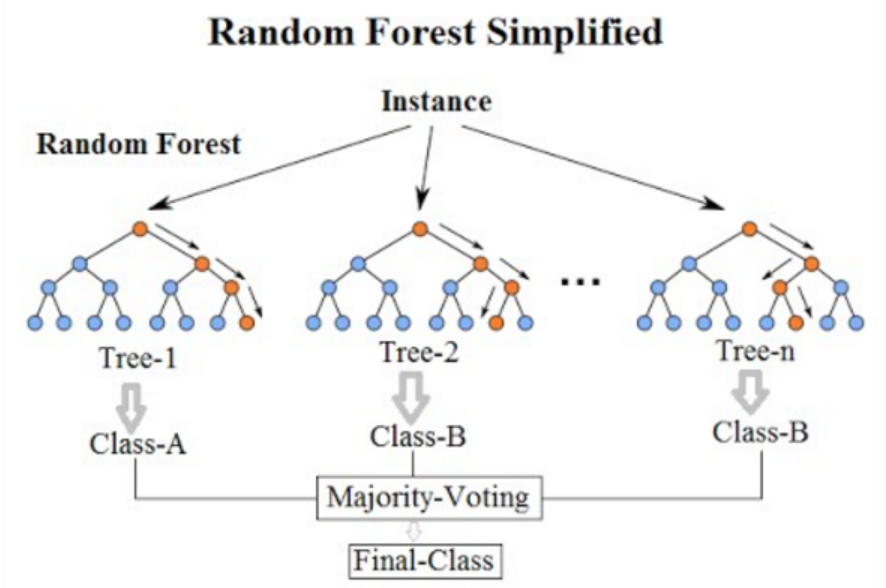 Random Forest Simplified
Instance
Random Forest
...
Tree-1
Tree-2
Tree-n
Class-A
Class-B
Class-B
Majority-Voting
Final-Class